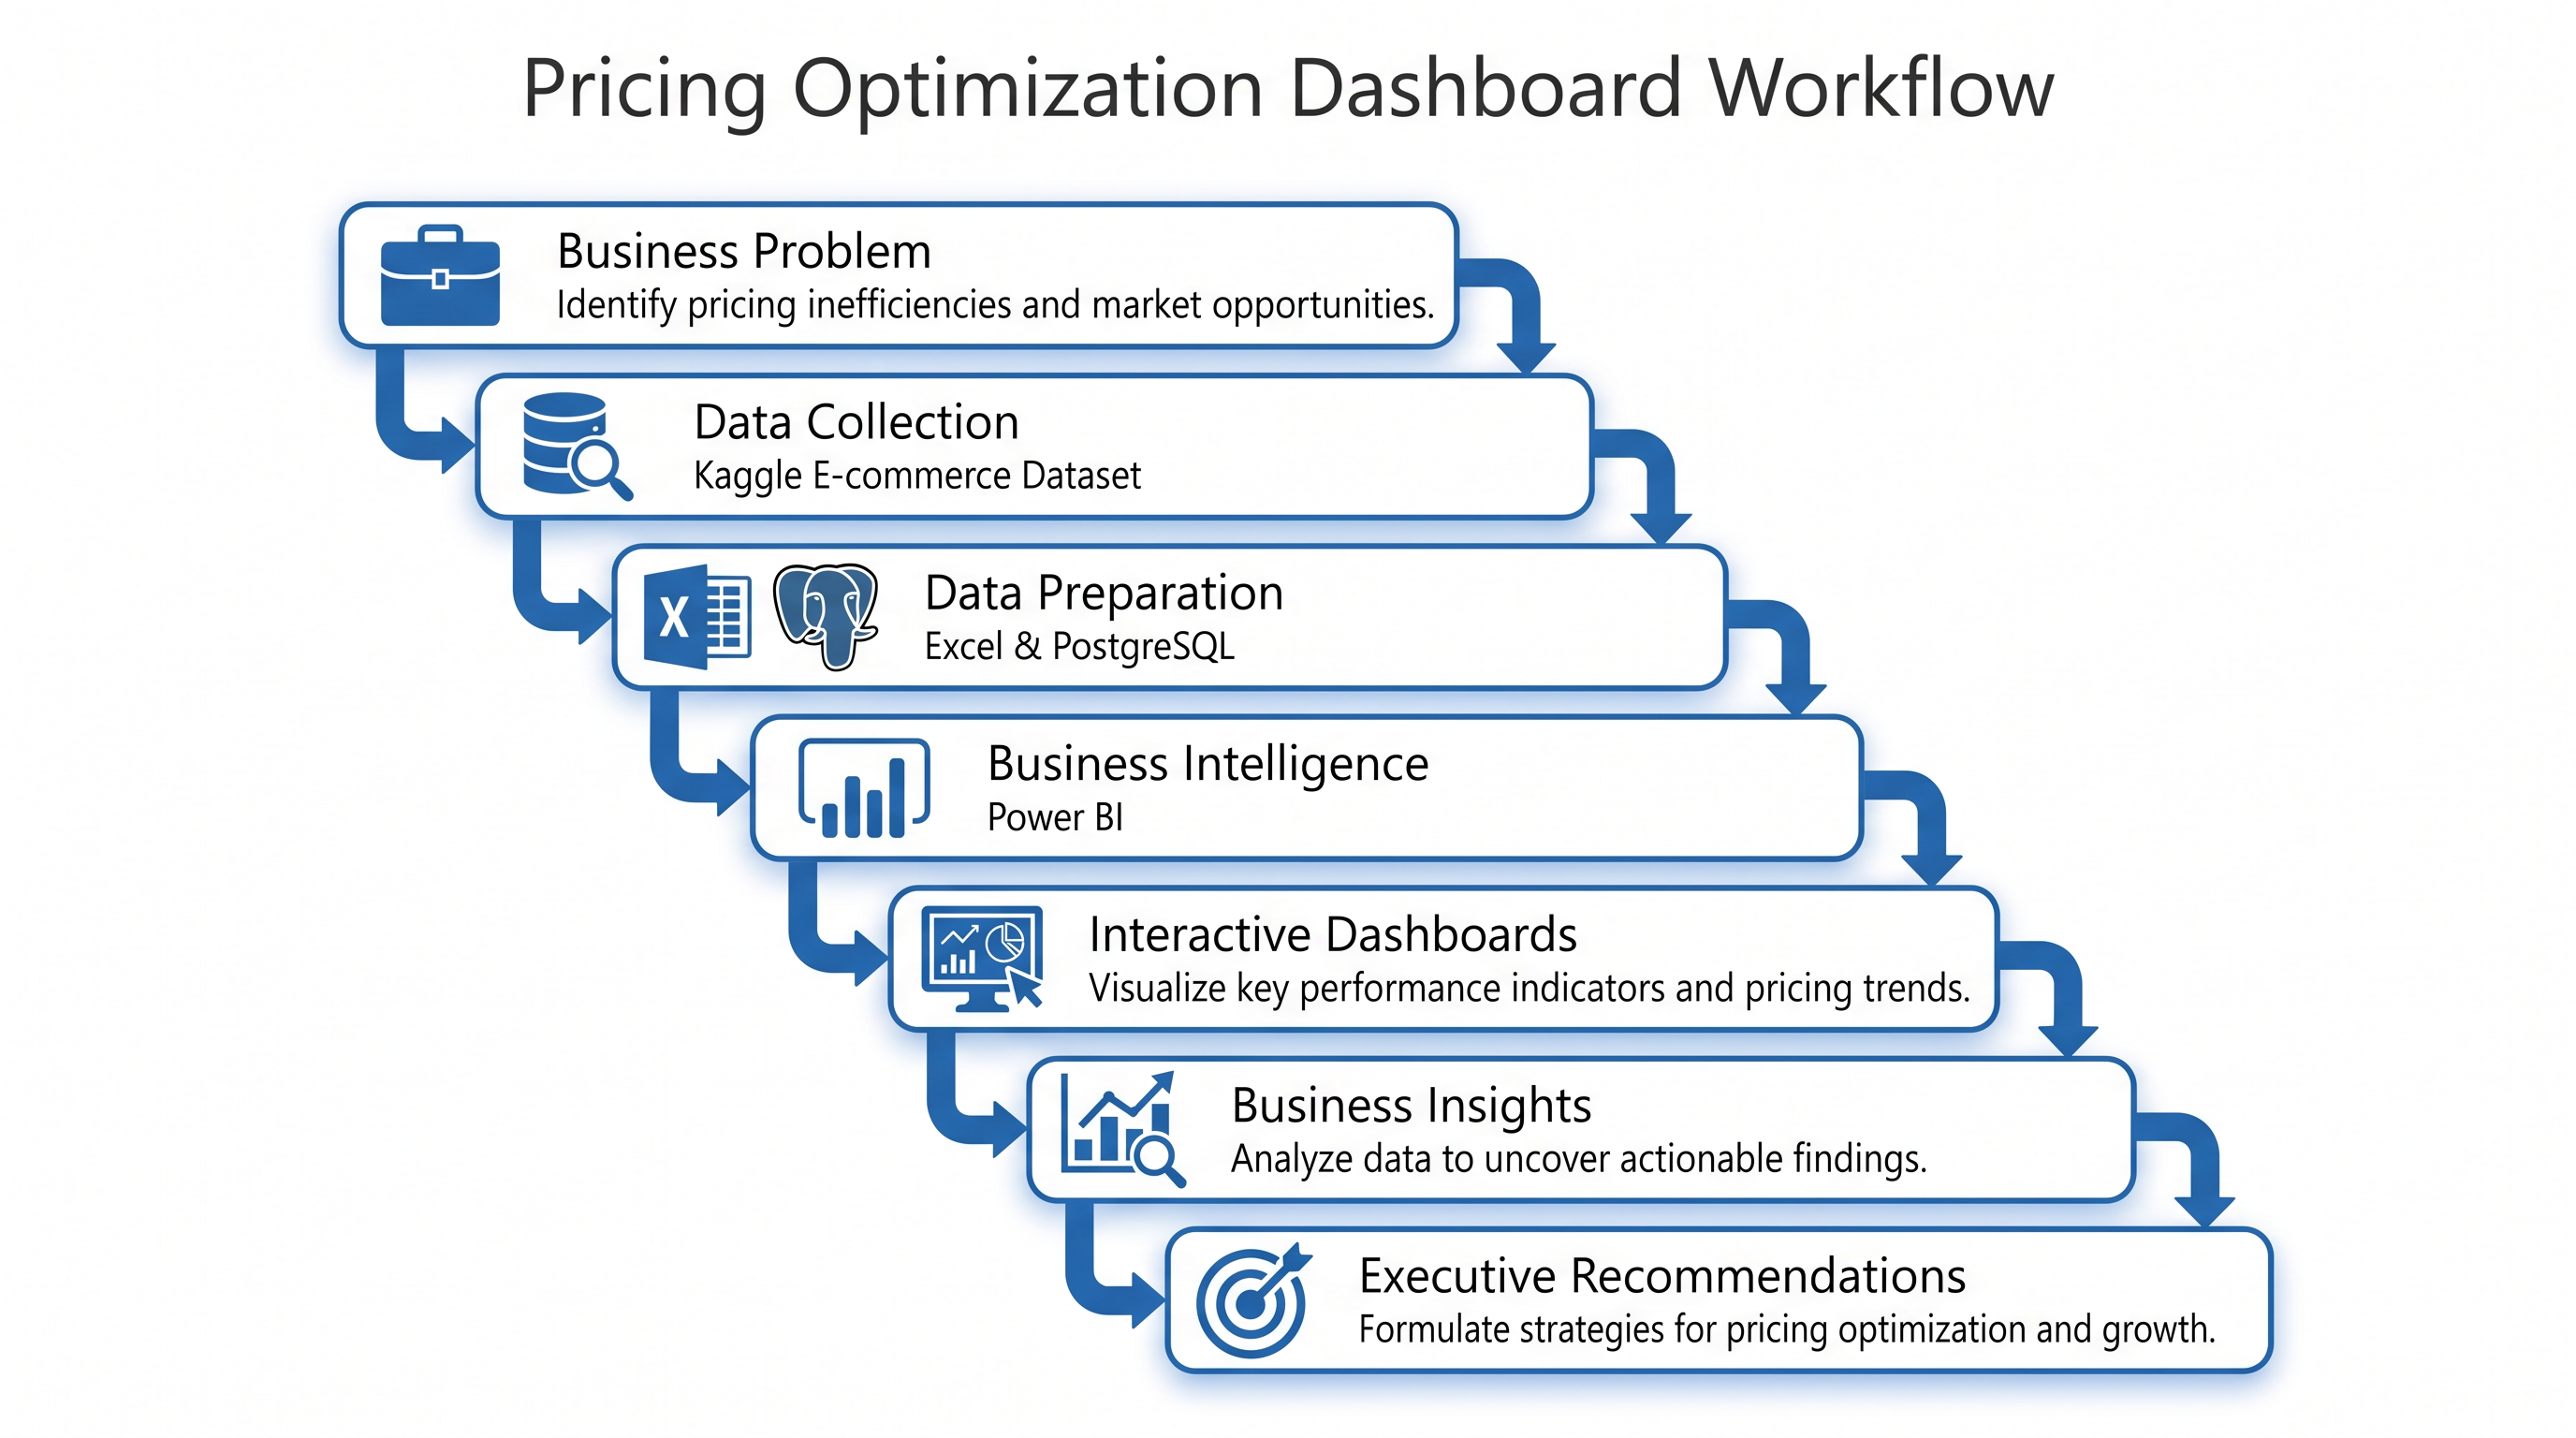 Pricing Optimization Dashboard Workflow
Business Problem
Identify pricing inefficiencies and market opportunities.
Data Collection
Kaggle E-commerce Dataset
X
Data Preparation
Excel & PostgreSQL
Business Intelligence
Power BI
Interactive Dashboards
Visualize key performance indicators and pricing trends.
Business Insights
Analyze data to uncover actionable findings.
Executive Recommendations
Formulate strategies for pricing optimization and growth.